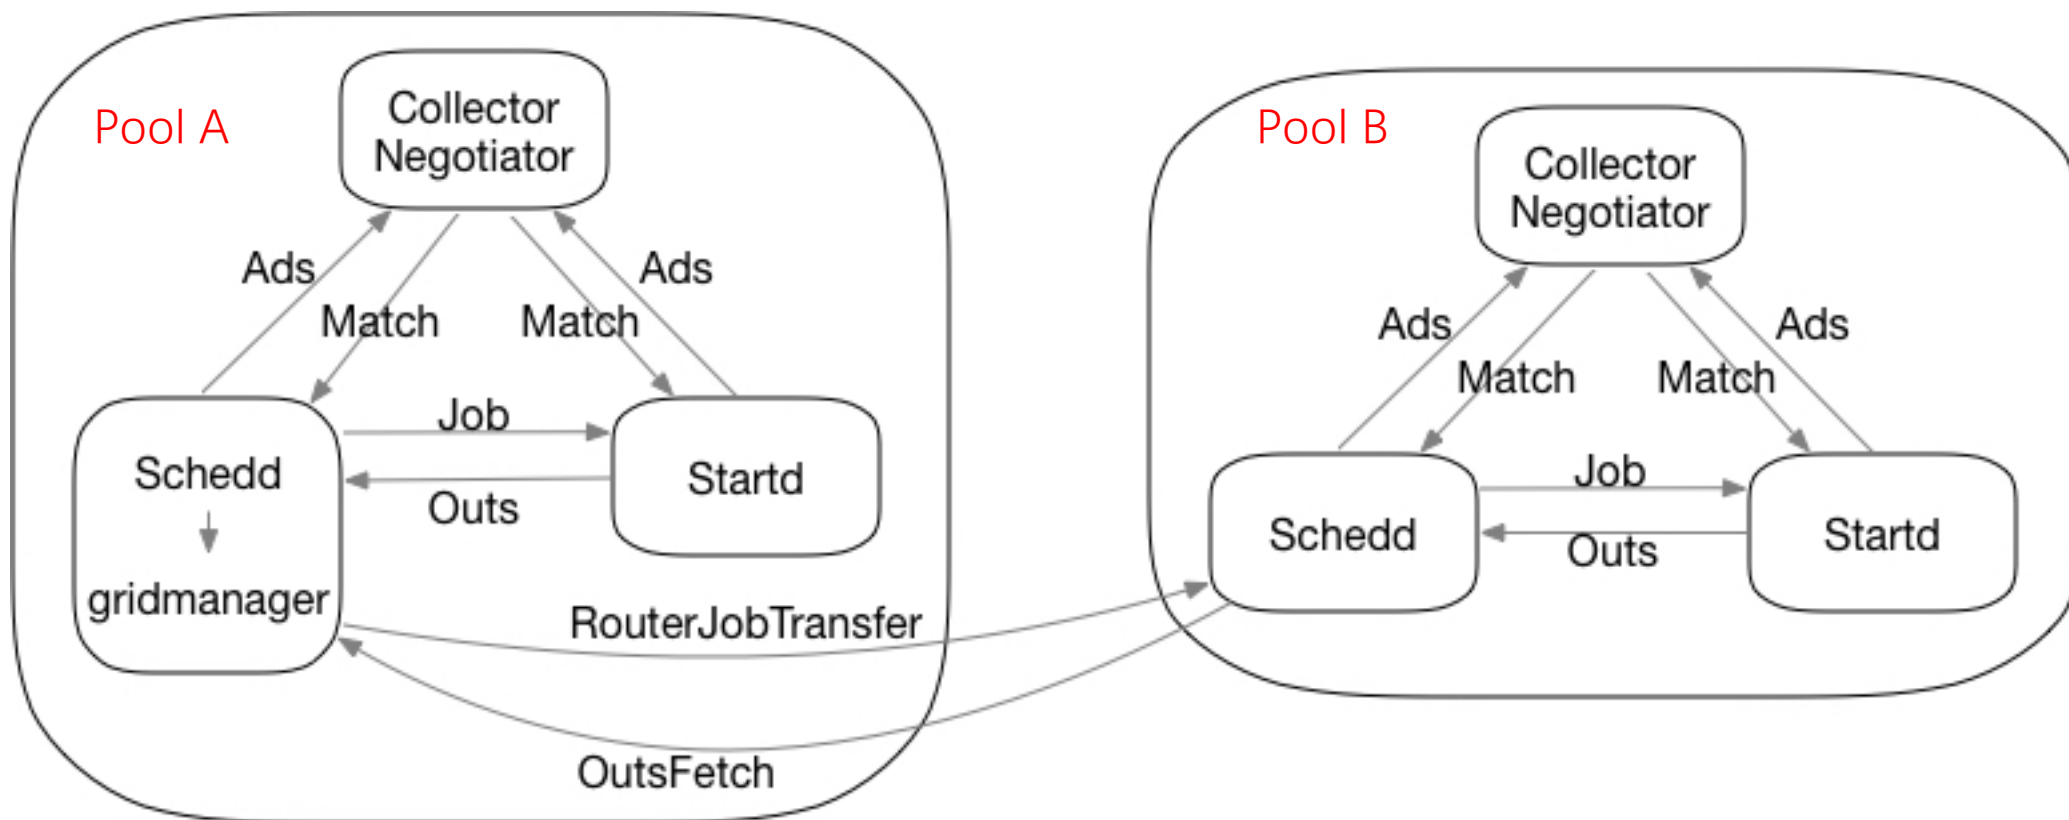 Pool A
Collector
Negotiator
Ads
Ads
Match
Match
Job
Schedd
Startd
Outs
gridmanager
RouterJobTransfer
OutsFetch
Pool B
Collector
Negotiator
Ads
Ads
Match
Match
Job
Schedd
Startd
Outs